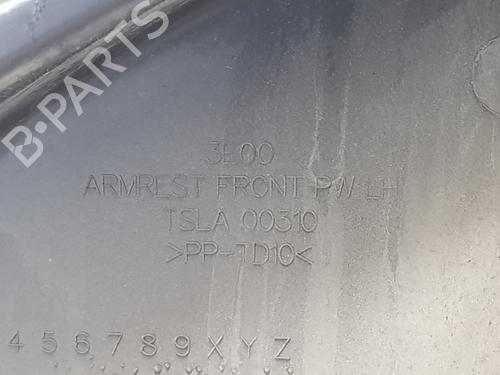 B-PARTS
3E00
ARMREST FRONT PW LH
TSLA 00310
>PP-TD10<
4 5 6 7 8 9 X Y Z